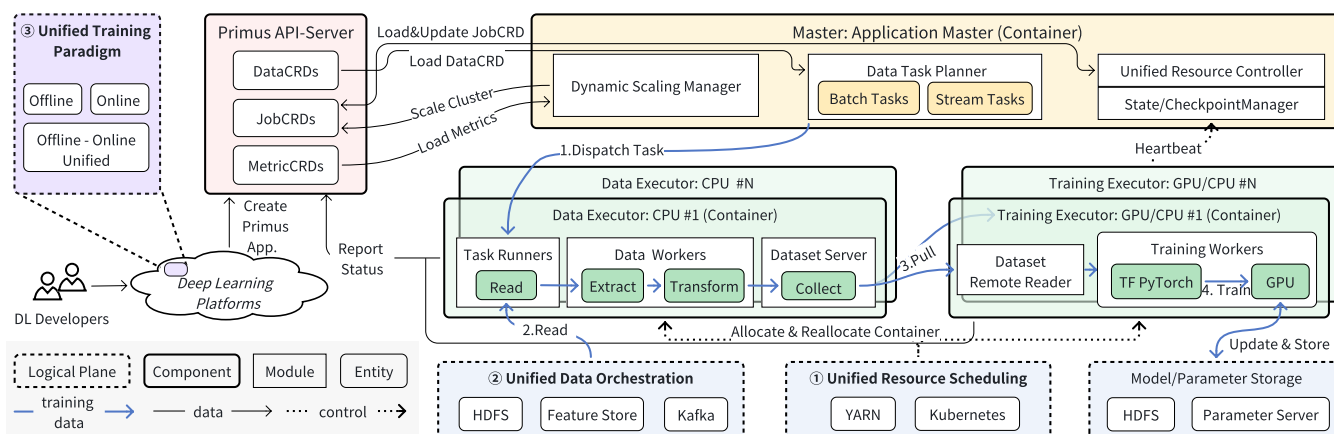 ③ Unified Training
Paradigm
Offline
Online
Offline - Online
Unified
Primus API-Server
DataCRDs
JobCRDs
MetricCRDs
Load&Update JobCRD
Load DataCRD
Scale Cluster
Load Metrics
Master: Application Master (Container)
Dynamic Scaling Manager
Data Task Planner
Batch Tasks
Stream Tasks
Unified Resource Controller
State/CheckpointManager
1.Dispatch Task
Heartbeat
Data Executor: CPU #N
Data Executor: CPU #1 (Container)
Task Runners
Read
Data Workers
Extract
Transform
Dataset Server
Collect
3.Pull
Training Executor: GPU/CPU #N
Training Executor: GPU/CPU #1 (Container)
Dataset
Remote Reader
Training Workers
TF PyTorch
4. Train
GPU
Create
Primus
App.
Report
Status
Deep Learning
Platforms
DL Developers
2.Read
Allocate & Reallocate Container
Update & Store
Logical Plane
Component
Module
Entity
training
data
data
control
② Unified Data Orchestration
HDFS
Feature Store
Kafka
① Unified Resource Scheduling
YARN
Kubernetes
Model/Parameter Storage
HDFS
Parameter Server